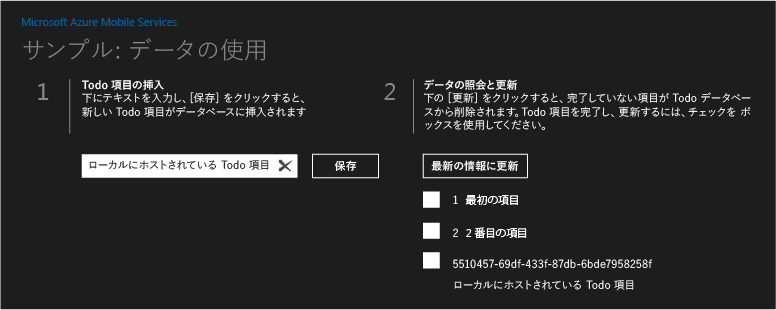 Microsoft Azure Mobile Services
サンプル: データの使用
1
Todo 項目の挿入
下にテキストを入力し、[保存] をクリックすると、
新しい Todo 項目がデータベースに挿入されます
ローカルにホストされている Todo 項目
保存
2
データの照会と更新
下の [更新] をクリックすると、完了していない項目が Todo データベー
スから削除されます。Todo 項目を完了し、更新するには、チェックを ボ
ックスを使用してください。
最新の情報に更新
1 最初の項目
2 2 番目の項目
5510457-69df-433f-87db-6bde7958258f
ローカルにホストされている Todo 項目